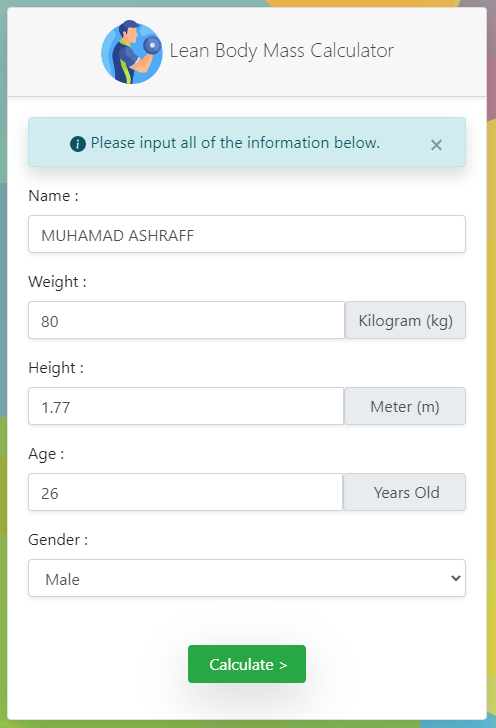 Lean Body Mass Calculator
Please input all of the information below. ×
Name :
MUHAMAD ASHRAFF
Weight :
80 Kilogram (kg)
Height :
1.77 Meter (m)
Age :
26 Years Old
Gender :
Male
Calculate >